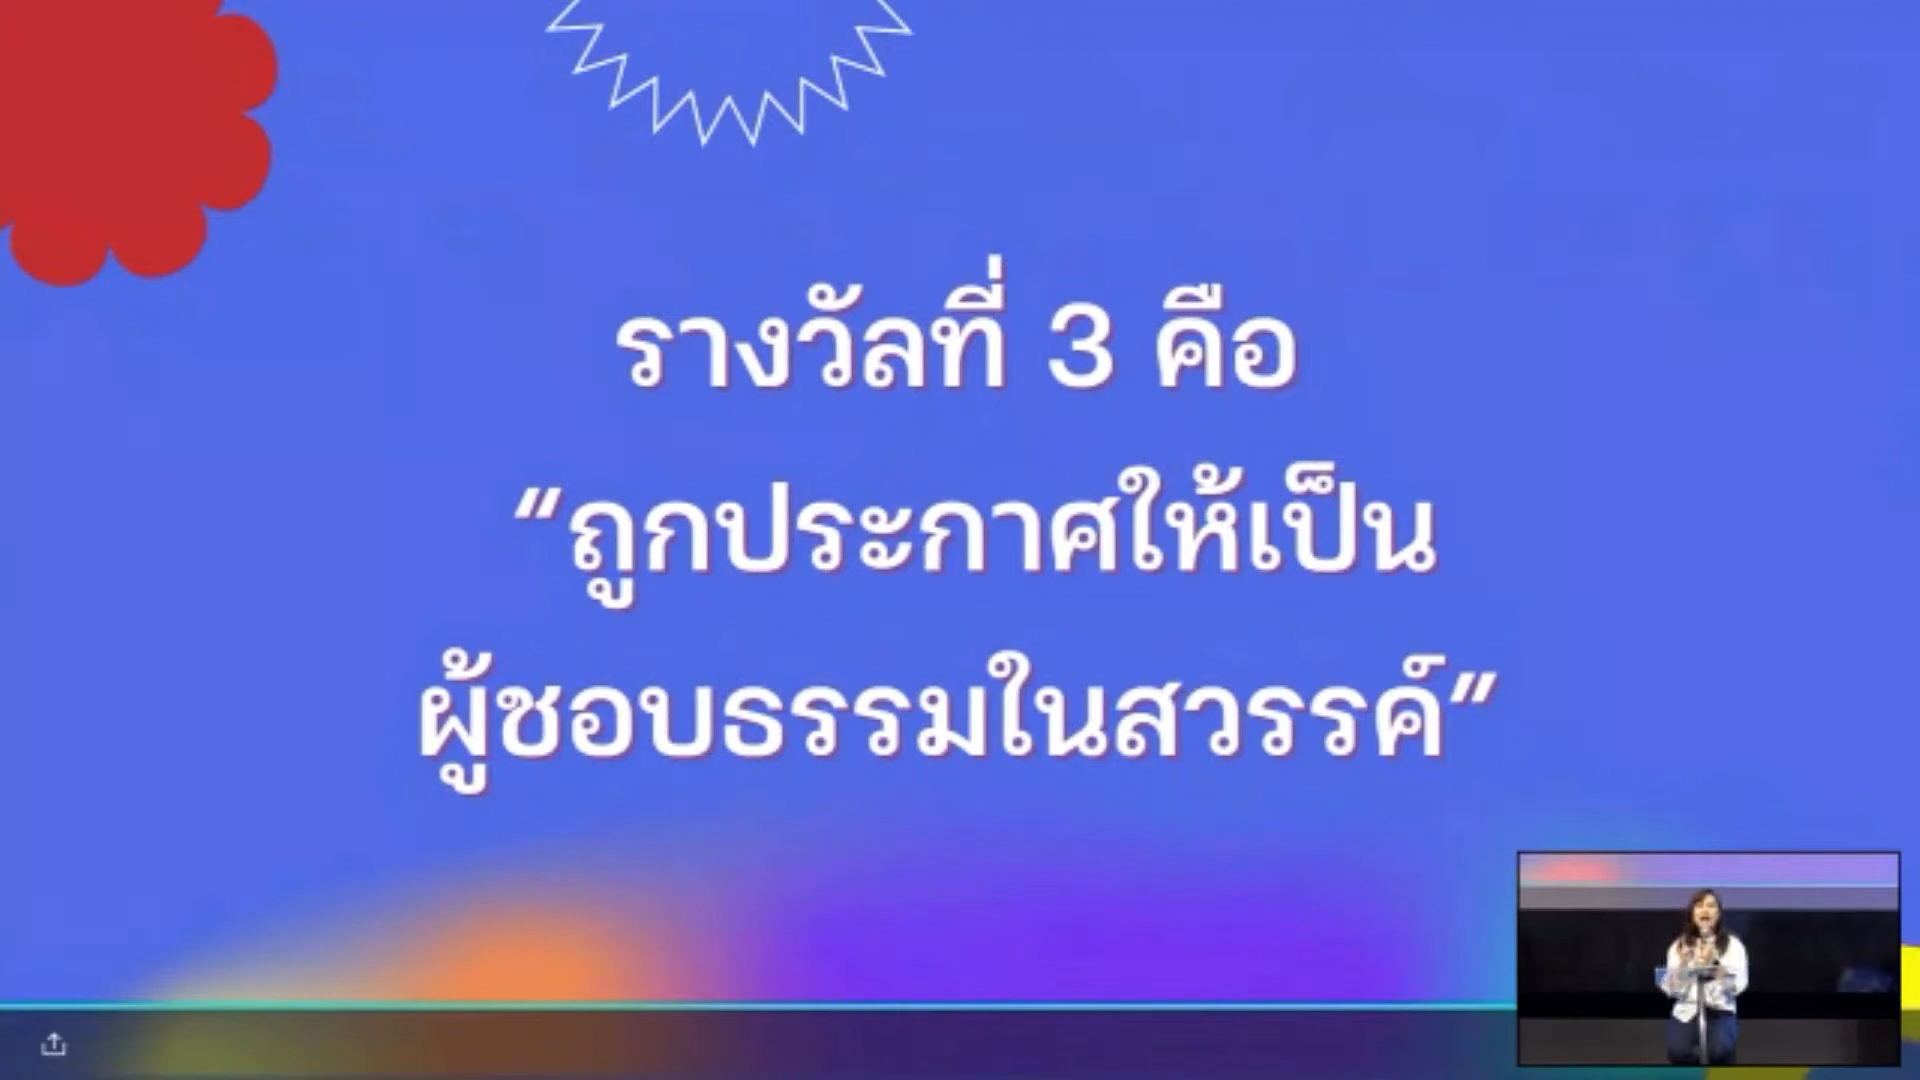 รางวัลที่ 3 คือ
“ถูกประกาศให้เป็น
ผู้ชอบธรรมในสวรรค์”